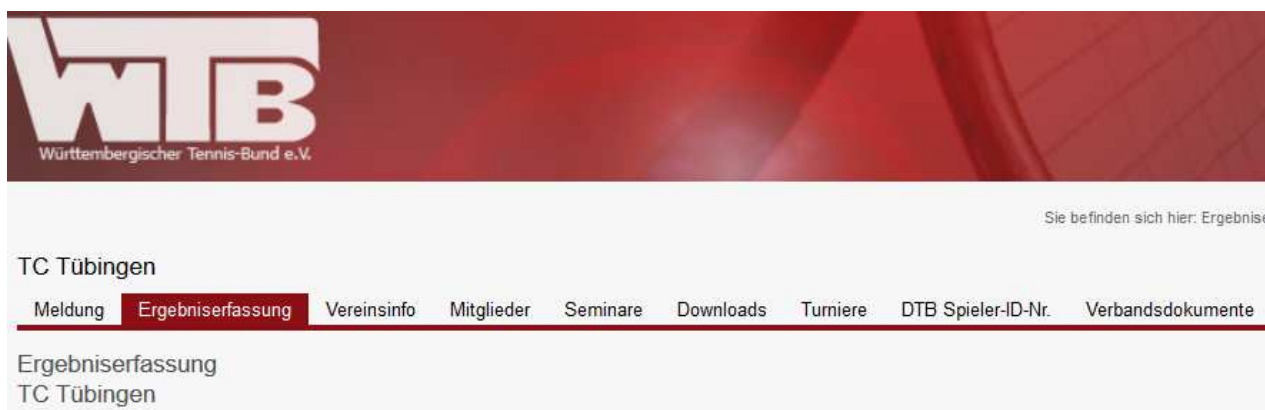 WTB
Württembergischer Tennis-Bund e.V.
Sie befinden sich hier: Ergebnise
TC Tübingen
Meldung Ergebniserfassung Vereinsinfo Mitglieder Seminare Downloads Turniere DTB Spieler-ID-Nr. Verbandsdokumente
Ergebniserfassung
TC Tübingen